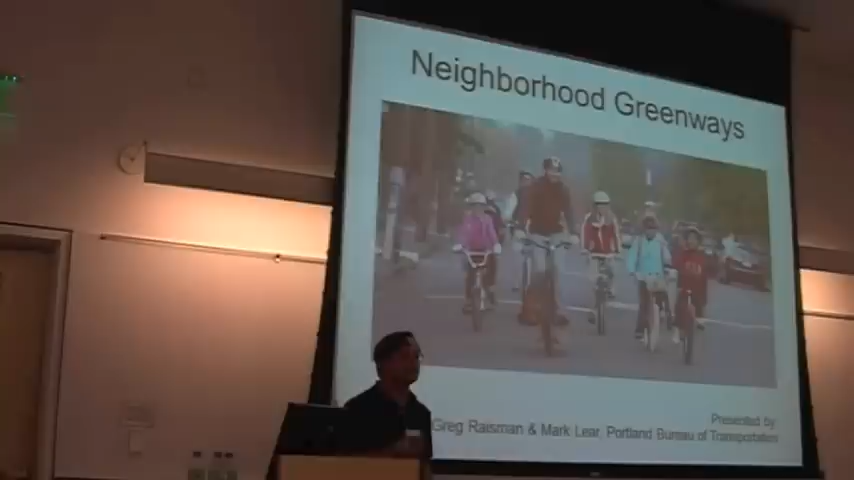 Neighborhood Greenways
Presented by
Greg Raisman & Mark Lear, Portland Bureau of Transportation